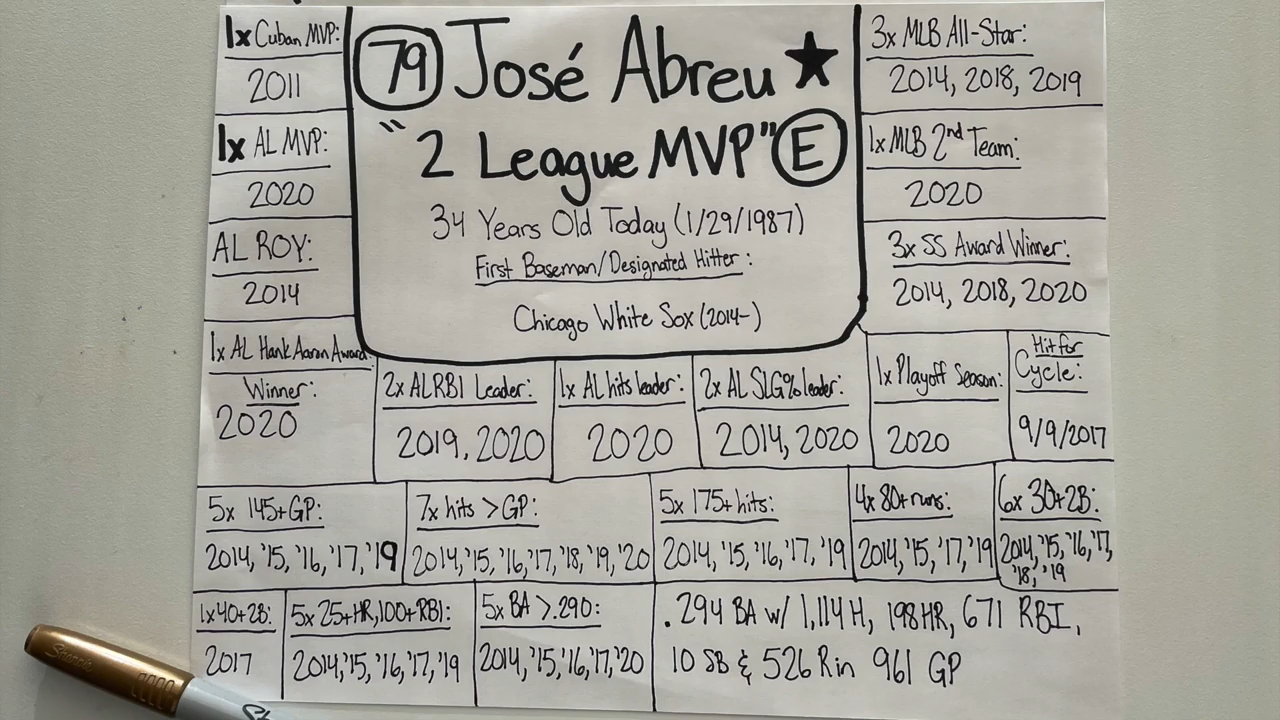 1x Cuban MVP:
2011
1x AL MVP:
2020
AL ROY:
2014
1x AL Hank Aaron Award
Winner:
2020
79 José Abreu ★
"2 League MVP" E
34 Years Old Today (1/29/1987)
First Baseman/Designated Hitter:
Chicago White Sox (2014-)
3x MLB All-Star:
2014, 2018, 2019
1x MLB 2nd Team:
2020
3x SS Award Winner:
2014, 2018, 2020
2x AL RBI Leader:
2019, 2020
1x AL hits leader:
2020
2x AL SLG% leader:
2014, 2020
1x Playoff Season:
2020
Hit for
Cycle:
9/9/2017
5x 145+GP:
2014, '15, '16, '17, '19
7x hits >GP:
2014, '15, '16, '17, '18, '19, '20
5x 175+ hits:
2014, '15, '16, '17, '19
4x 80+ runs:
2014, '15, '17, '19
6x 30+2B:
2014, '15, '16, '17,
'18, '19
1x 40+2B:
2017
5x 25+HR, 100+RBI:
2014, '15, '16, '17, '19
5x BA >.290:
2014, '15, '16, '17, '20
.294 BA w/ 1,114 H, 198 HR, 671 RBI,
10 SB & 526 R in 961 GP
Sharpie